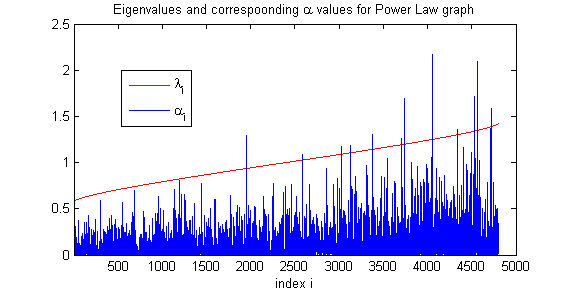 Eigenvalues and correspoonding α values for Power Law graph
2.5
2
1.5
1
0.5
0
λi
αi
500 1000 1500 2000 2500 3000 3500 4000 4500 5000
index i